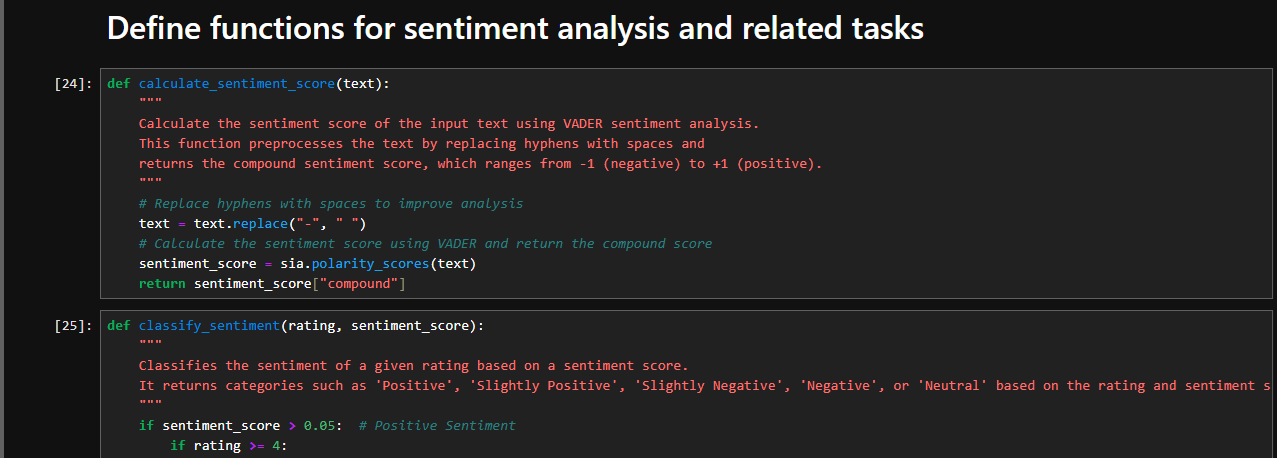 Define functions for sentiment analysis and related tasks
[24]: def calculate_sentiment_score(text):
"""
Calculate the sentiment score of the input text using VADER sentiment analysis.
This function preprocesses the text by replacing hyphens with spaces and
returns the compound sentiment score, which ranges from -1 (negative) to +1 (positive).
"""
# Replace hyphens with spaces to improve analysis
text = text.replace("-", " ")
# Calculate the sentiment score using VADER and return the compound score
sentiment_score = sia.polarity_scores(text)
return sentiment_score["compound"]
[25]: def classify_sentiment(rating, sentiment_score):
"""
Classifies the sentiment of a given rating based on a sentiment score.
It returns categories such as 'Positive', 'Slightly Positive', 'Slightly Negative', 'Negative', or 'Neutral' based on the rating and sentiment s
"""
if sentiment_score > 0.05: # Positive Sentiment
if rating >= 4: